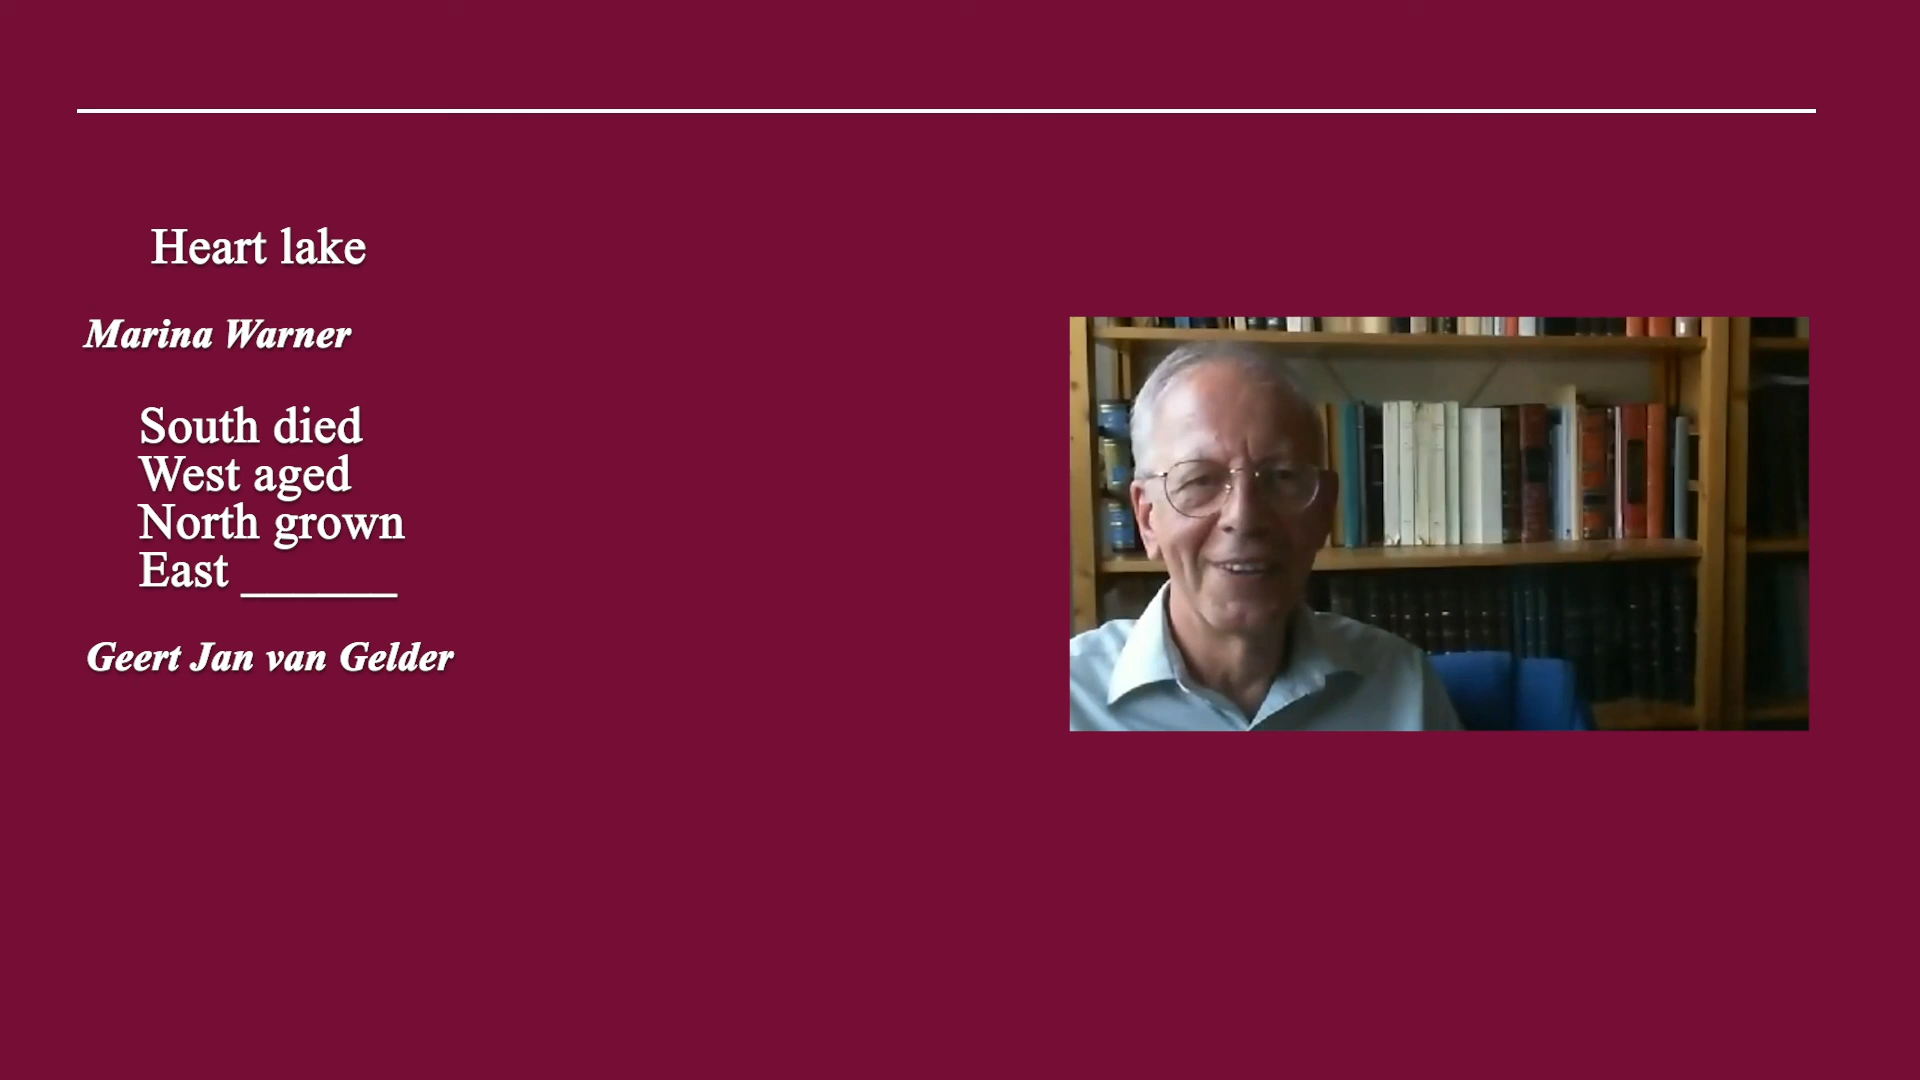 Heart lake
Marina Warner
South died
West aged
North grown
East ______
Geert Jan van Gelder